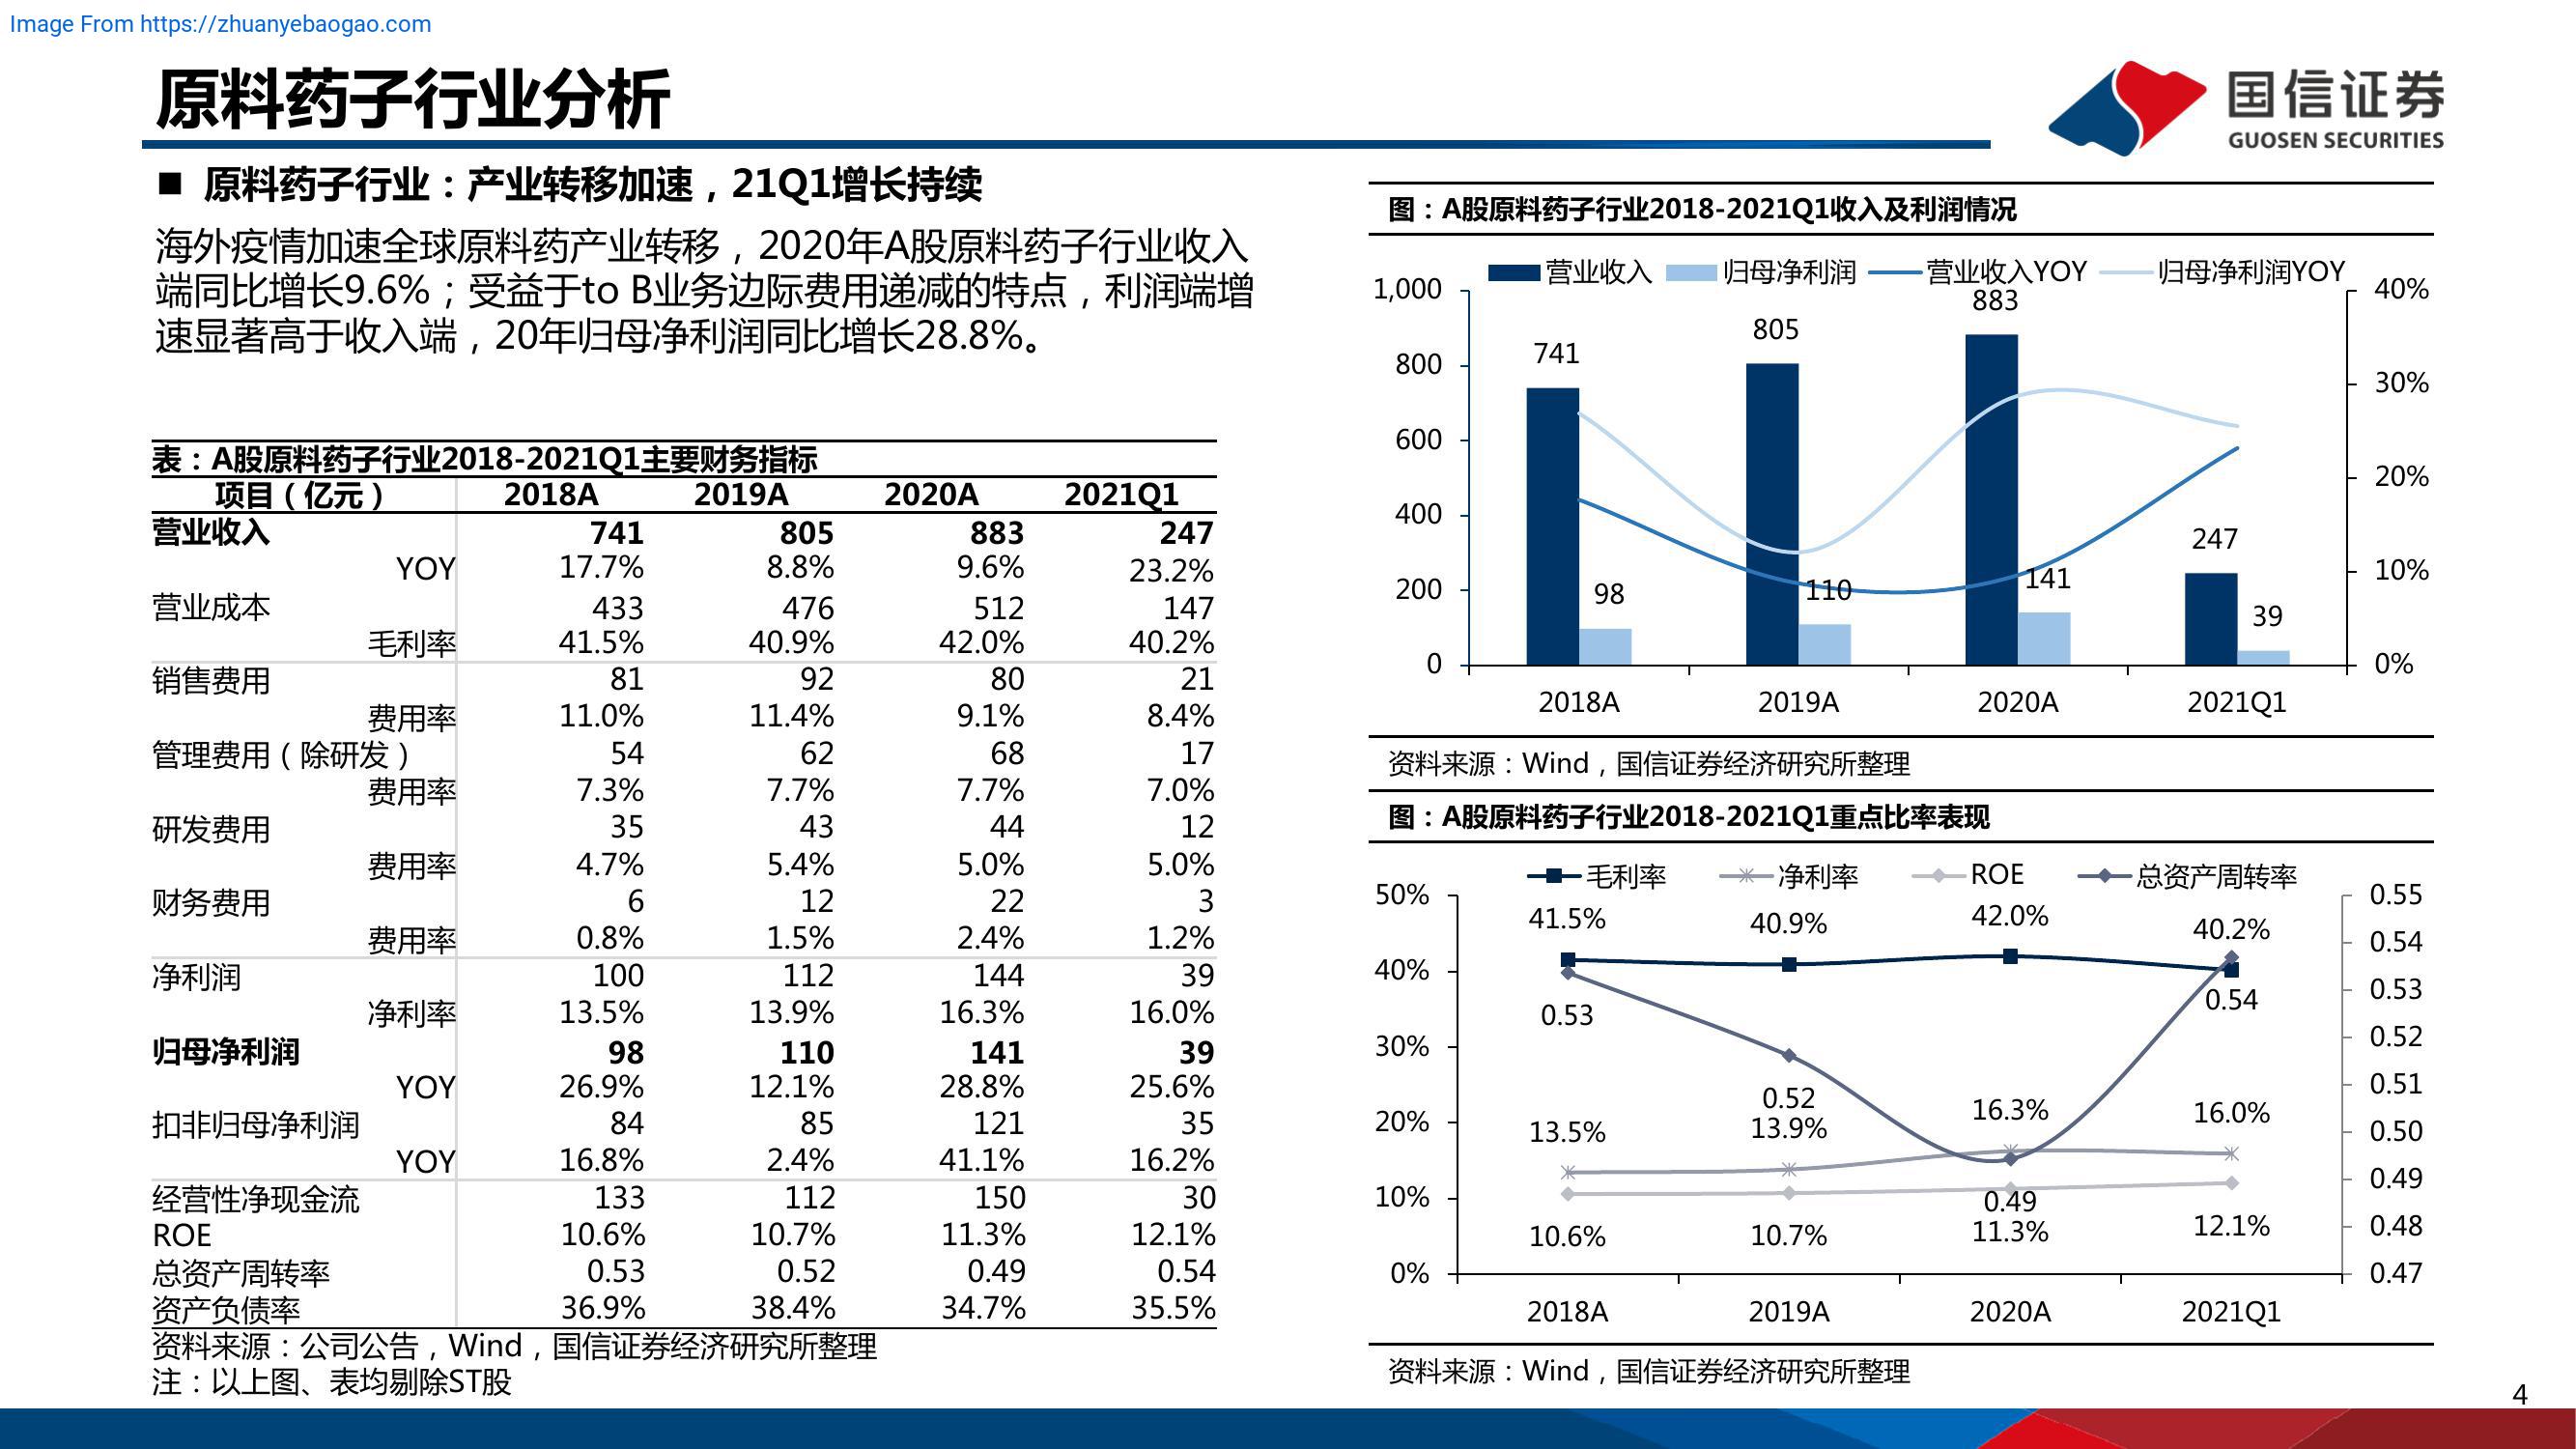 Image From https://zhuanyebaogao.com
原料药子行业分析
国信证券
GUOSEN SECURITIES
■ 原料药子行业：产业转移加速，21Q1增长持续
海外疫情加速全球原料药产业转移，2020年A股原料药子行业收入
端同比增长9.6%；受益于to B业务边际费用递减的特点，利润端增
速显著高于收入端，20年归母净利润同比增长28.8%。
表：A股原料药子行业2018-2021Q1主要财务指标
项目（亿元） 2018A 2019A 2020A 2021Q1
营业收入 741 805 883 247
YOY 17.7% 8.8% 9.6% 23.2%
营业成本 433 476 512 147
毛利率 41.5% 40.9% 42.0% 40.2%
销售费用 81 92 80 21
费用率 11.0% 11.4% 9.1% 8.4%
管理费用（除研发） 54 62 68 17
费用率 7.3% 7.7% 7.7% 7.0%
研发费用 35 43 44 12
费用率 4.7% 5.4% 5.0% 5.0%
财务费用 6 12 22 3
费用率 0.8% 1.5% 2.4% 1.2%
净利润 100 112 144 39
净利率 13.5% 13.9% 16.3% 16.0%
归母净利润 98 110 141 39
YOY 26.9% 12.1% 28.8% 25.6%
扣非归母净利润 84 85 121 35
YOY 16.8% 2.4% 41.1% 16.2%
经营性净现金流 133 112 150 30
ROE 10.6% 10.7% 11.3% 12.1%
总资产周转率 0.53 0.52 0.49 0.54
资产负债率 36.9% 38.4% 34.7% 35.5%
资料来源：公司公告，Wind，国信证券经济研究所整理
注：以上图、表均剔除ST股
图：A股原料药子行业2018-2021Q1收入及利润情况
营业收入 归母净利润 营业收入YOY 归母净利润YOY
1,000 883 40%
805
741
800 30%
600
20%
400 247
10%
200 98 110 141 39
0 0%
2018A 2019A 2020A 2021Q1
资料来源：Wind，国信证券经济研究所整理
图：A股原料药子行业2018-2021Q1重点比率表现
毛利率 净利率 ROE 总资产周转率
50% 0.55
41.5% 40.9% 42.0% 40.2%
0.54
40%
0.53 0.54 0.53
30% 0.52
0.51
0.52
20% 0.50
13.5% 13.9% 16.3% 16.0%
0.49
10% 0.49
0.48
10.6% 10.7% 11.3% 12.1%
0% 0.47
2018A 2019A 2020A 2021Q1
资料来源：Wind，国信证券经济研究所整理
4